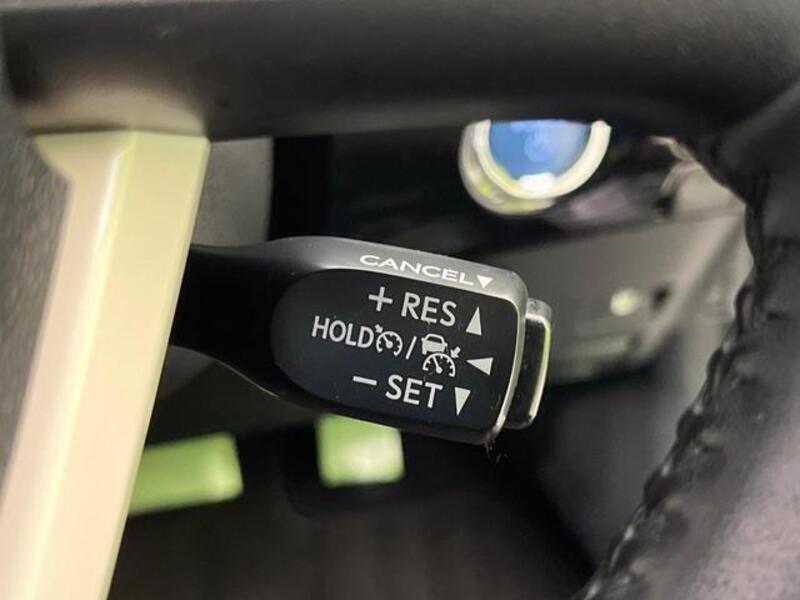 CANCEL▼
+ RES ▲
HOLD / ◀
− SET ▼